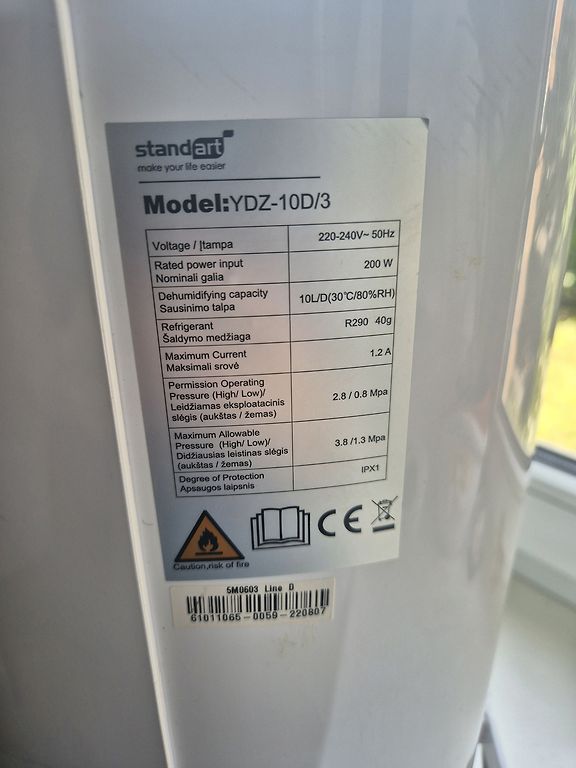 standart
make your life easier
Model:YDZ-10D/3
Voltage / Įtampa 220-240V~ 50Hz
Rated power input
Nominali galia 200 W
Dehumidifying capacity
Sausinimo talpa 10L/D(30℃/80%RH)
Refrigerant
Šaldymo medžiaga R290 40g
Maximum Current
Maksimali srovė 1.2 A
Permission Operating
Pressure (High/ Low)/
Leidžiamas eksploatacinis
slėgis (aukštas / žemas) 2.8 / 0.8 Mpa
Maximum Allowable
Pressure (High/ Low)/
Didžiausias leistinas slėgis
(aukštas / žemas) 3.8 /1.3 Mpa
Degree of Protection
Apsaugos laipsnis IPX1
CE
Caution,risk of fire
5M0603 Line D
61011065-0059-220807